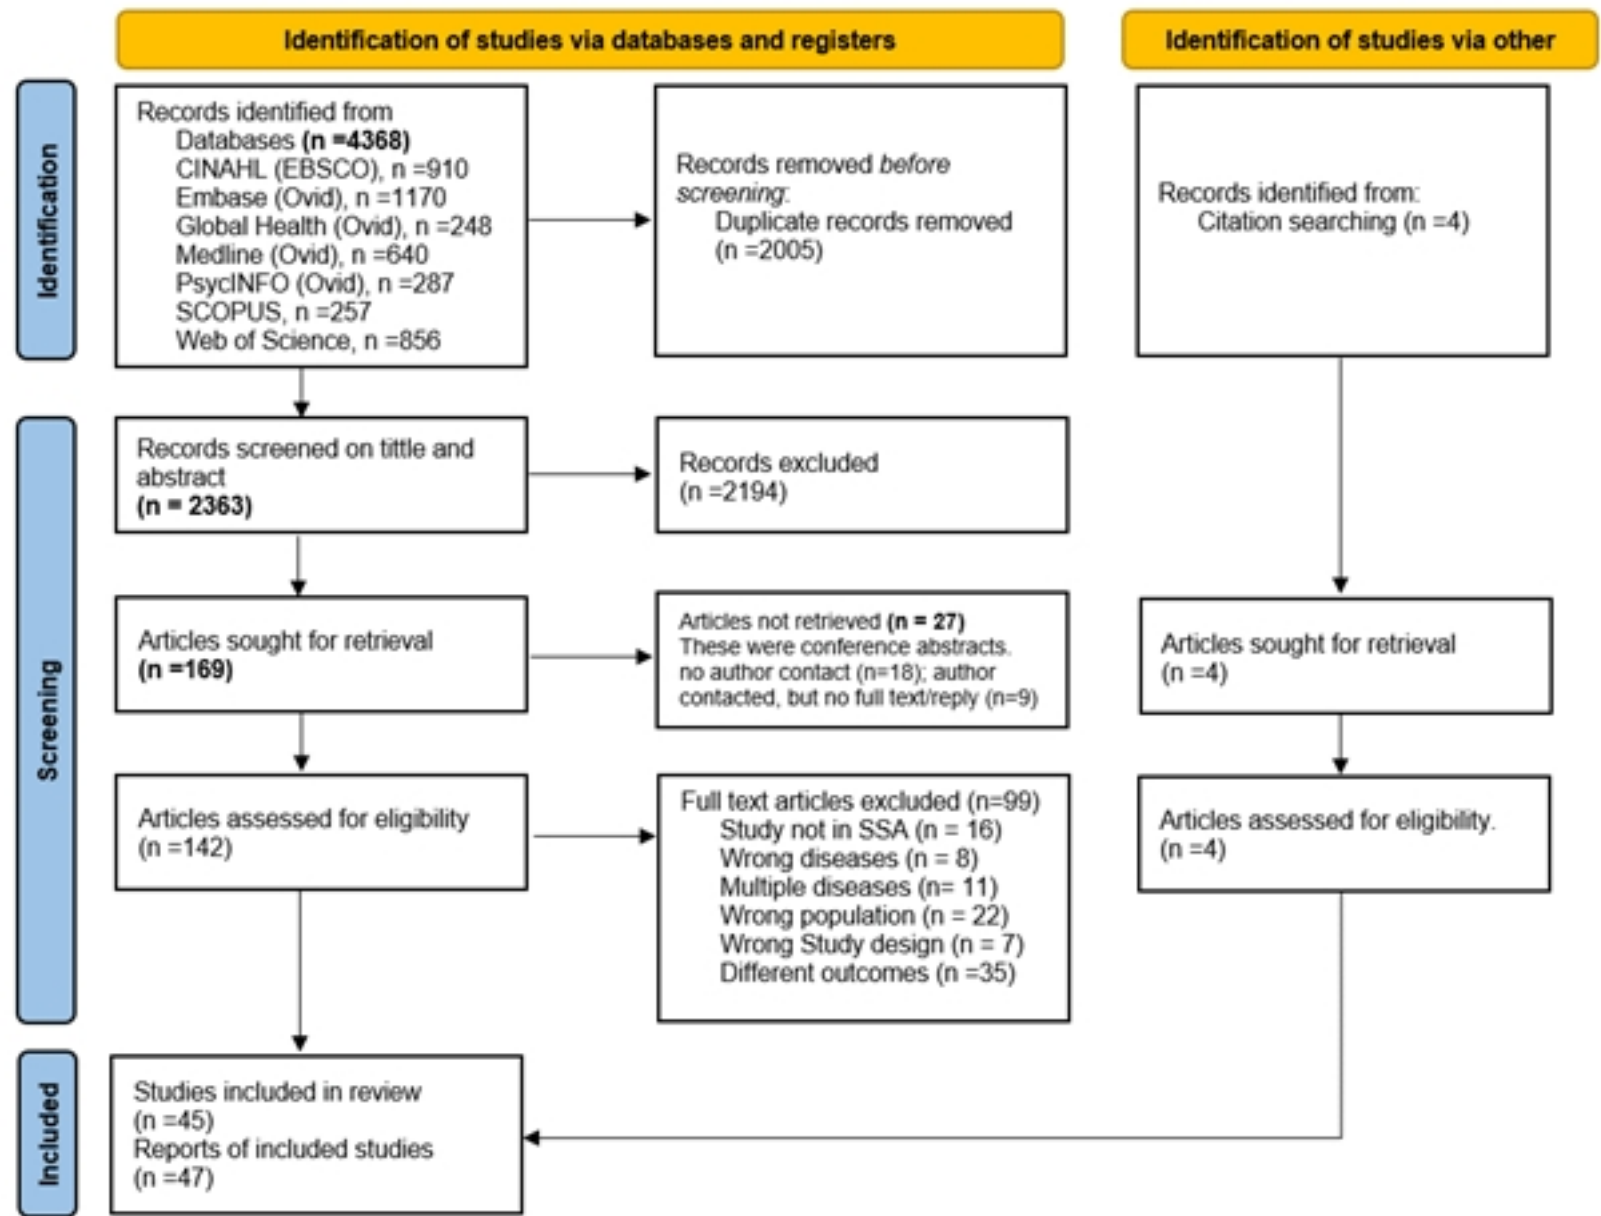 Identification of studies via databases and registers
Identification of studies via other
Identification
Records identified from
Databases (n =4368)
CINAHL (EBSCO), n =910
Embase (Ovid), n =1170
Global Health (Ovid), n =248
Medline (Ovid), n =640
PsycINFO (Ovid), n =287
SCOPUS, n =257
Web of Science, n =856
Records removed before
screening:
Duplicate records removed
(n =2005)
Records identified from:
Citation searching (n =4)
Screening
Records screened on tittle and
abstract
(n = 2363)
Records excluded
(n =2194)
Articles sought for retrieval
(n =169)
Articles not retrieved (n = 27)
These were conference abstracts.
no author contact (n=18); author
contacted, but no full text/reply (n=9)
Articles sought for retrieval
(n =4)
Articles assessed for eligibility
(n =142)
Full text articles excluded (n=99)
Study not in SSA (n = 16)
Wrong diseases (n = 8)
Multiple diseases (n= 11)
Wrong population (n = 22)
Wrong Study design (n = 7)
Different outcomes (n =35)
Articles assessed for eligibility.
(n =4)
Included
Studies included in review
(n =45)
Reports of included studies
(n =47)